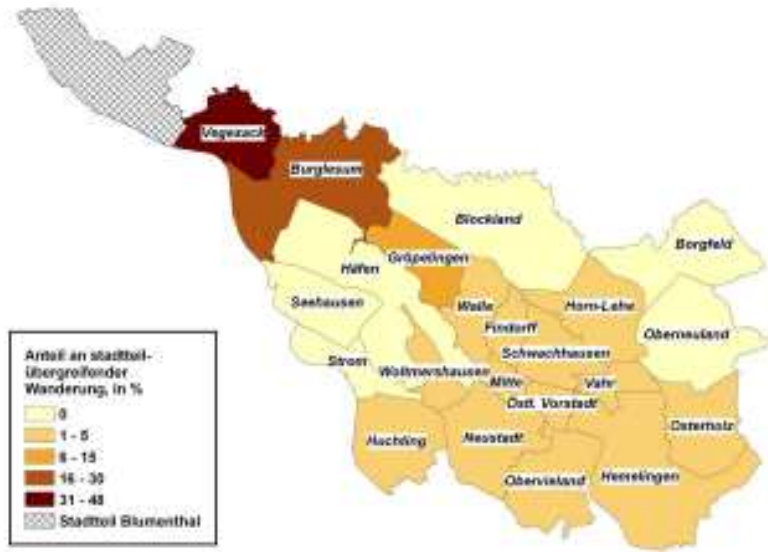 Vegesack
Burglesum
Blockland
Borgfeld
Gröpelingen
Häfen
Seehausen
Walle
Horn-Lehe
Findorff
Oberneuland
Strom
Schwachhausen
Woltmershausen
Mitte
Vahr
Östl. Vorstadt
Osterholz
Huchting
Neustadt
Obervieland
Hemelingen
Anteil an stadtteil-
übergreifender
Wanderung, in %
0
1 - 5
6 - 15
16 - 30
31 - 48
Stadtteil Blumenthal